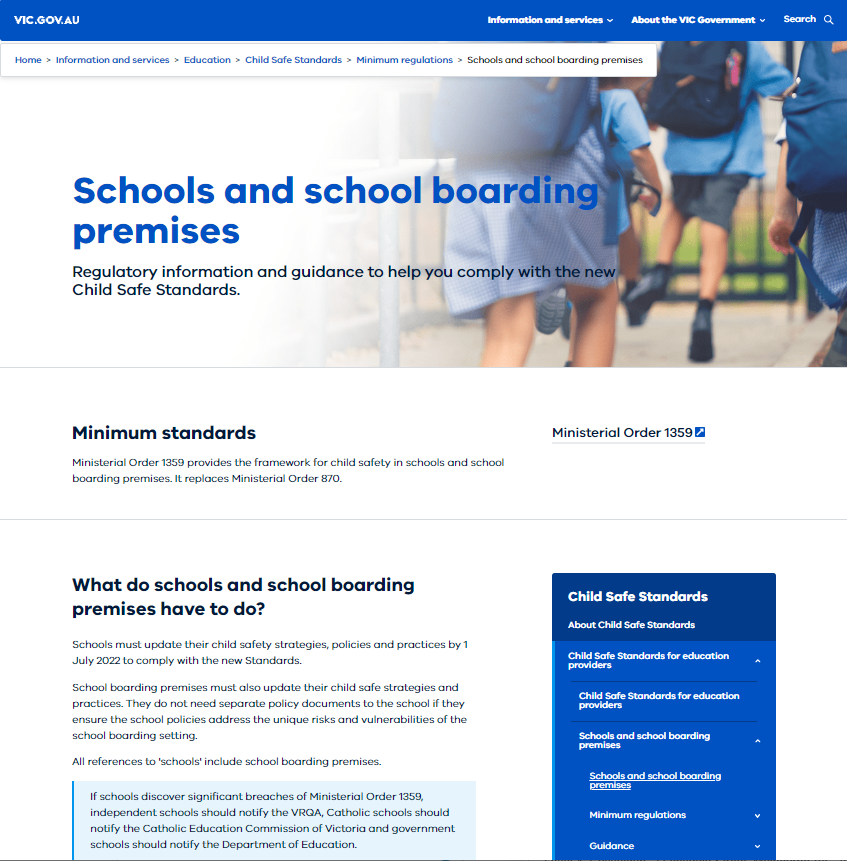 VIC.GOV.AU
Information and services
About the VIC Government
Search
Home > Information and services > Education > Child Safe Standards > Minimum regulations > Schools and school boarding premises
Schools and school boarding
premises
Regulatory information and guidance to help you comply with the new
Child Safe Standards.
Minimum standards
Ministerial Order 1359 provides the framework for child safety in schools and school
boarding premises. It replaces Ministerial Order 870.
Ministerial Order 1359
What do schools and school boarding
premises have to do?
Schools must update their child safety strategies, policies and practices by 1
July 2022 to comply with the new Standards.
School boarding premises must also update their child safe strategies and
practices. They do not need separate policy documents to the school if they
ensure the school policies address the unique risks and vulnerabilities of the
school boarding setting.
All references to 'schools' include school boarding premises.
If schools discover significant breaches of Ministerial Order 1359,
independent schools should notify the VRQA, Catholic schools should
notify the Catholic Education Commission of Victoria and government
schools should notify the Department of Education.
Child Safe Standards
About Child Safe Standards
Child Safe Standards for education
providers
Child Safe Standards for education
providers
Schools and school boarding
premises
Schools and school boarding
premises
Minimum regulations
Guidance